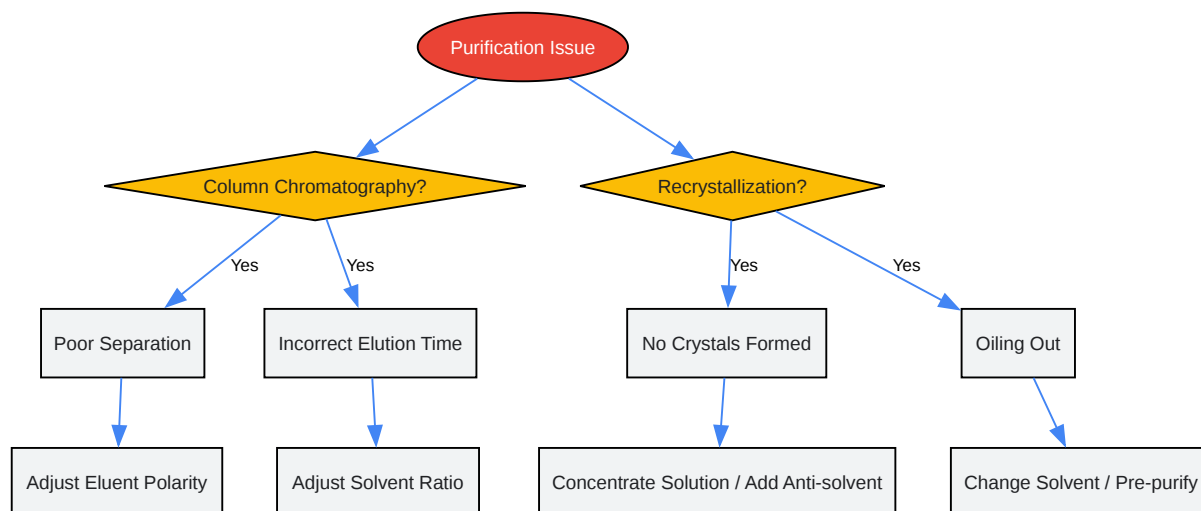 Purification Issue
Column Chromatography?
Recrystallization?
Yes
Yes
Yes
Yes
Poor Separation
Incorrect Elution Time
No Crystals Formed
Oiling Out
Adjust Eluent Polarity
Adjust Solvent Ratio
Concentrate Solution / Add Anti-solvent
Change Solvent / Pre-purify